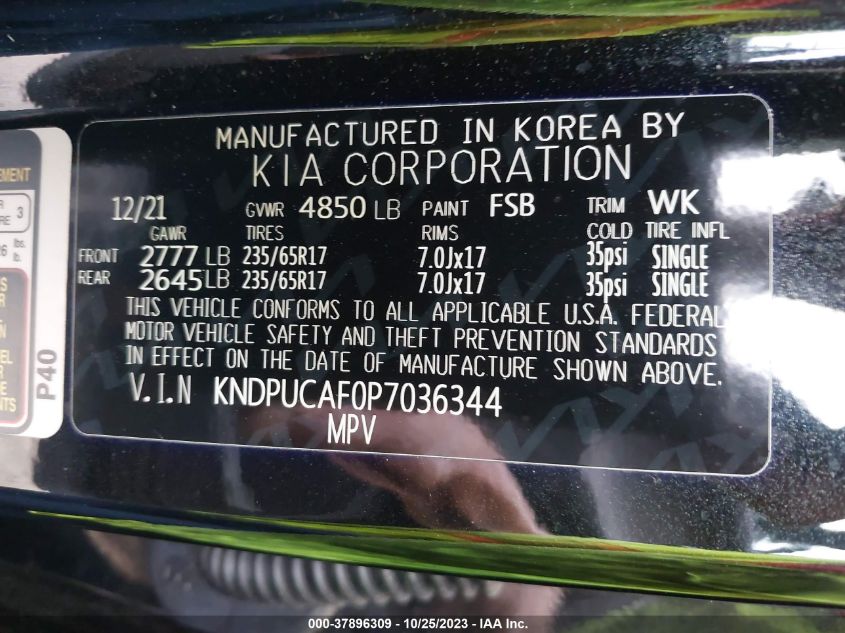 MANUFACTURED IN KOREA BY
KIA CORPORATION
12/21 GVWR 4850 LB PAINT FSB TRIM WK
GAWR TIRES RIMS COLD TIRE INFL
FRONT 2777 LB 235/65R17 7.0Jx17 35psi SINGLE
REAR 2645 LB 235/65R17 7.0Jx17 35psi SINGLE
THIS VEHICLE CONFORMS TO ALL APPLICABLE U.S.A. FEDERAL
MOTOR VEHICLE SAFETY AND THEFT PREVENTION STANDARDS
IN EFFECT ON THE DATE OF MANUFACTURE SHOWN ABOVE.
V.I.N KNDPUCAF0P7036344
MPV
P40
3
lbs.
lb.
000-37896309 - 10/25/2023 - IAA Inc.